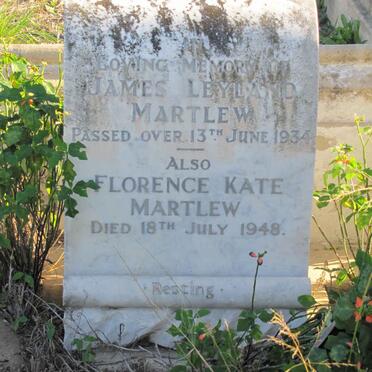 LOVING MEMORY OF
JAMES LEYLAND
MARTLEW
PASSED OVER 13TH JUNE 1934
ALSO
FLORENCE KATE
MARTLEW
DIED 18TH JULY 1948.
· Resting ·